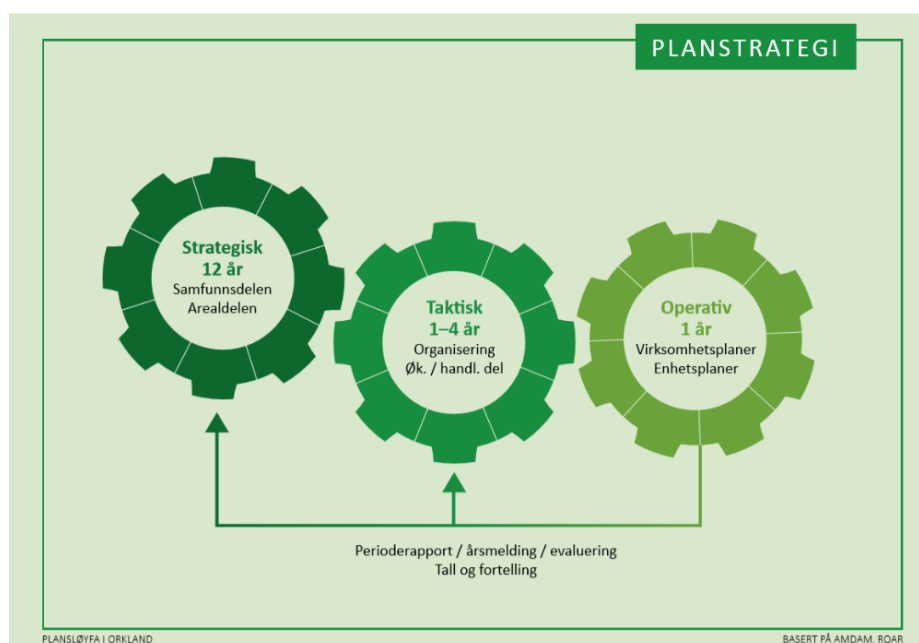 PLANSTRATEGI
Strategisk
12 år
Samfunnsdelen
Arealdelen
Taktisk
1–4 år
Organisering
Øk. / handl. del
Operativ
1 år
Virksomhetsplaner
Enhetsplaner
Perioderapport / årsmelding / evaluering
Tall og fortelling
PLANSLØYFA I ORKLAND
BASERT PÅ AMDAM, ROAR